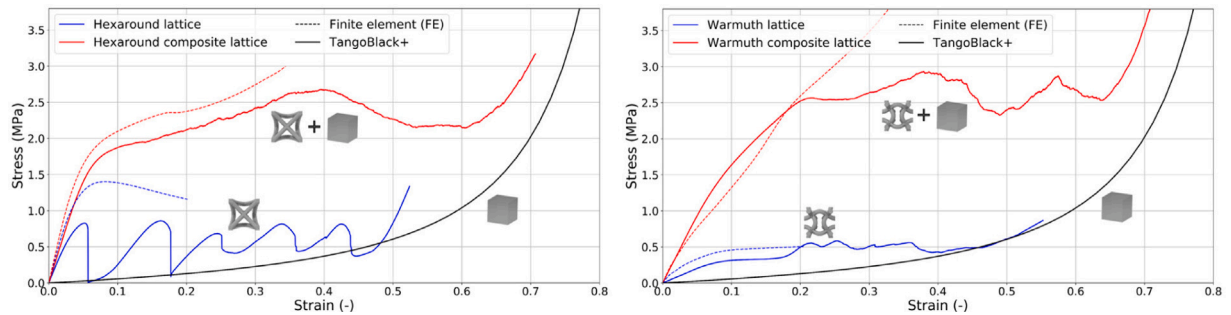 Hexaround lattice
Hexaround composite lattice
Finite element (FE)
TangoBlack+
Stress (MPa)
3.5
3.0
2.5
2.0
1.5
1.0
0.5
0.0
+
0.0 0.1 0.2 0.3 0.4 0.5 0.6 0.7 0.8
Strain (-)
Warmuth lattice
Warmuth composite lattice
Finite element (FE)
TangoBlack+
Stress (MPa)
3.5
3.0
2.5
2.0
1.5
1.0
0.5
0.0
+
0.0 0.1 0.2 0.3 0.4 0.5 0.6 0.7 0.8
Strain (-)